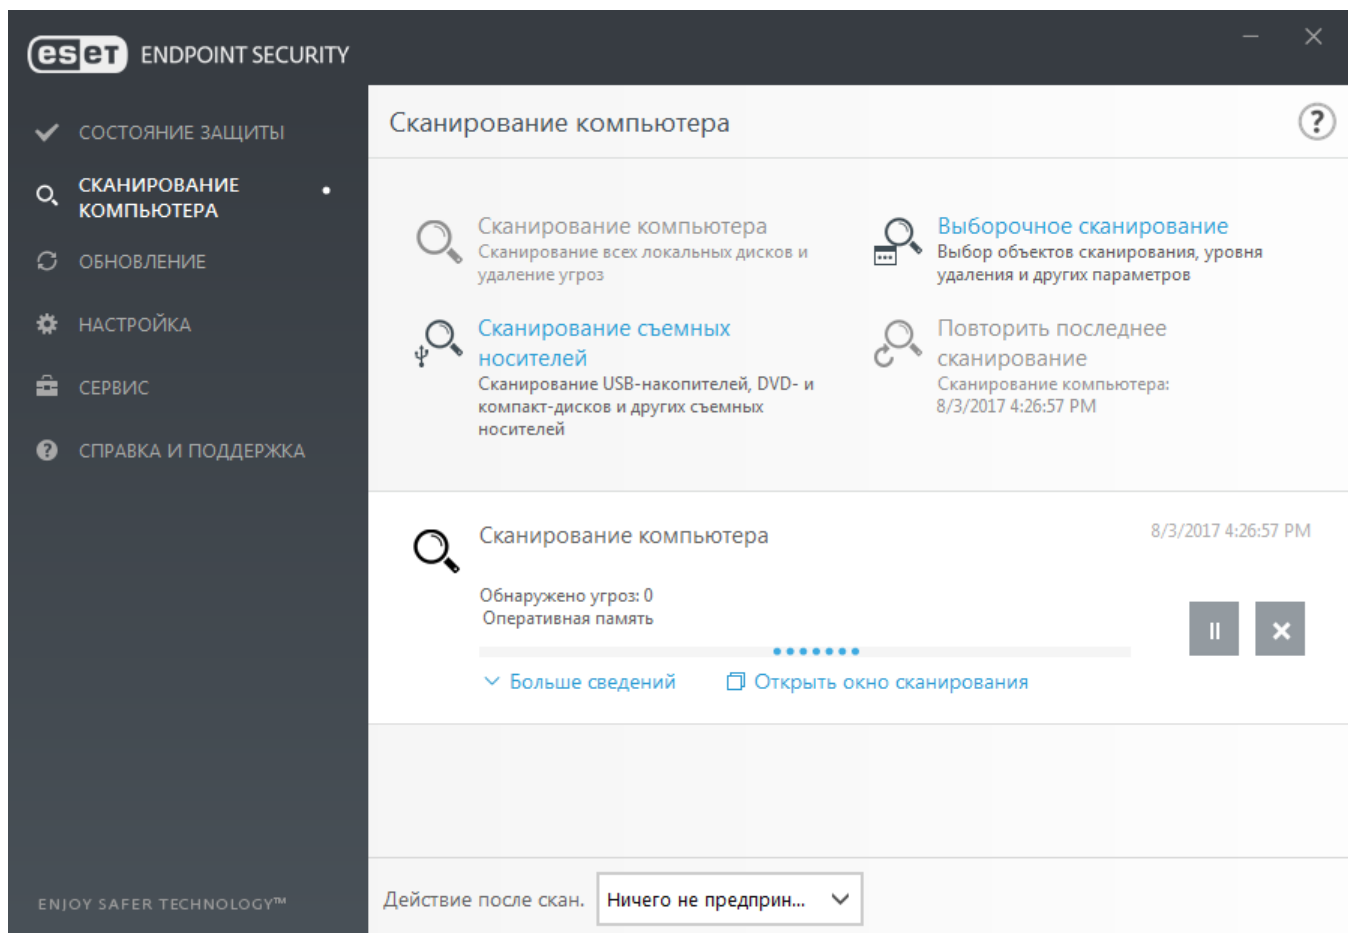 eseT ENDPOINT SECURITY
СОСТОЯНИЕ ЗАЩИТЫ
СКАНИРОВАНИЕ
КОМПЬЮТЕРА
ОБНОВЛЕНИЕ
НАСТРОЙКА
СЕРВИС
СПРАВКА И ПОДДЕРЖКА
ENJOY SAFER TECHNOLOGY™
Сканирование компьютера
?
Сканирование компьютера
Сканирование всех локальных дисков и
удаление угроз
Выборочное сканирование
Выбор объектов сканирования, уровня
удаления и других параметров
Сканирование съемных
носителей
Сканирование USB-накопителей, DVD- и
компакт-дисков и других съемных
носителей
Повторить последнее
сканирование
Сканирование компьютера:
8/3/2017 4:26:57 PM
Сканирование компьютера
8/3/2017 4:26:57 PM
Обнаружено угроз: 0
Оперативная память
Больше сведений
Открыть окно сканирования
Действие после скан.
Ничего не предприн...